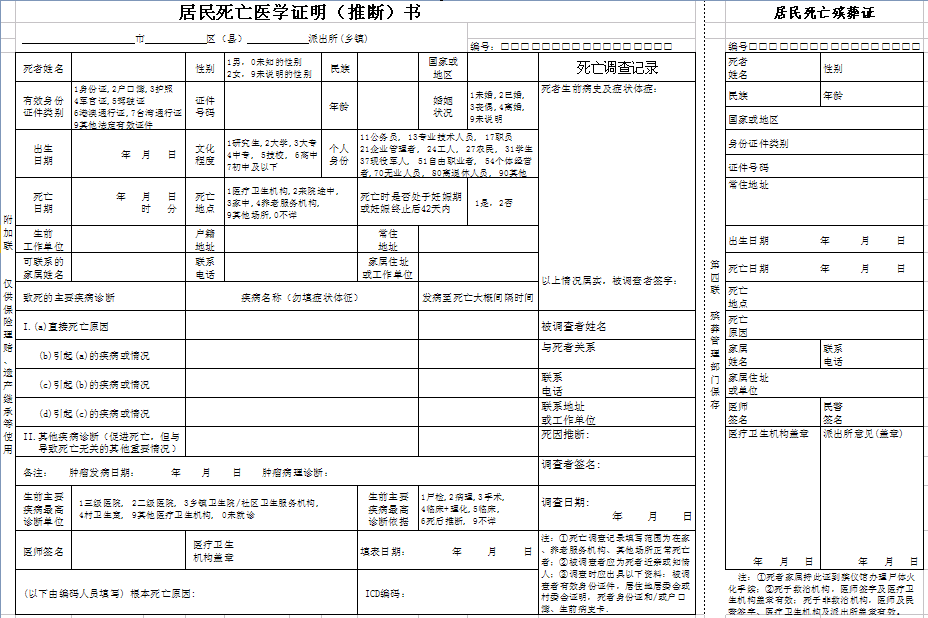 居民死亡医学证明（推断）书
市 区（县） 派出所(乡镇)
编号：□□□□□□□□□□□□□□□□□
附加联 仅供保险理赔、遗产继承等使用
死者姓名
性别
1男，0未知的性别
2女，9未说明的性别
民族
国家或
地区
有效身份
证件类别
1身份证,2户口簿,3护照
4军官证,5驾驶证
6港澳通行证,7台湾通行证
9其他法定有效证件
证件
号码
年龄
婚姻
状况
1未婚,2已婚,
3丧偶,4离婚,
9未说明
出生
日期
年 月 日
文化
程度
1研究生,2大学,3大专
4中专, 5技校, 6高中
7初中及以下
个人
身份
11公务员, 13专业技术人员, 17职员
21企业管理者, 24工人, 27农民, 31学生
37现役军人, 51自由职业者, 54个体经营
者,70无业人员, 80离退休人员, 90其他
死亡
日期
年 月 日
时 分
死亡
地点
1医疗卫生机构,2来院途中,
3家中,4养老服务机构,
9其他场所,0不详
死亡时是否处于妊娠期
或妊娠终止后42天内
1是，2否
生前
工作单位
户籍
地址
常住
地址
可联系的
家属姓名
联系
电话
家属住址
或工作单位
致死的主要疾病诊断
疾病名称（勿填症状体征）
发病至死亡大概间隔时间
I.(a)直接死亡原因
(b)引起(a)的疾病或情况
(c)引起(b)的疾病或情况
(d)引起(c)的疾病或情况
II.其他疾病诊断（促进死亡，但与
导致死亡无关的其他重要情况）
备注： 肿瘤发病日期： 年 月 日 肿瘤病理诊断：
生前主要
疾病最高
诊断单位
1三级医院, 2二级医院, 3乡镇卫生院/社区卫生服务机构,
4村卫生室, 9其他医疗卫生机构, 0未就诊
生前主要
疾病最高
诊断依据
1尸检,2病理,3手术,
4临床+理化,5临床,
6死后推断, 9不详
医师签名
医疗卫生
机构盖章
填表日期： 年 月 日
(以下由编码人员填写) 根本死亡原因:
ICD编码：
死亡调查记录
死者生前病史及症状体症：
以上情况属实，被调查者签字：
被调查者姓名
与死者关系
联系
电话
联系地址
或工作单位
死因推断：
调查者签名：
调查日期：
年 月 日
注：①死亡调查记录填写范围为在家
、养老服务机构、其他场所正常死亡
者；②被调查者应为死者近亲或知情
人；③调查时应出具以下资料：被调查
者有效身份证件，居住地居委会或
村委会证明，死者身份证和/或户口
簿、生前病史卡.
第四联 殡葬管理部门保存
居民死亡殡葬证
编号□□□□□□□□□□□□□□□□□
死者
姓名
性别
民族
年龄
国家或地区
身份证件类别
证件号码
常住地址
出生日期 年 月 日
死亡日期 年 月 日
死亡
地点
死亡
原因
家属
姓名
联系
电话
家属住址
或单位
医师
签名
民警
签名
医疗卫生机构盖章
派出所意见(盖章)
年 月 日
年 月 日
注：①死者家属持此证到殡仪馆办理尸体火
化手续；②死于救治机构，医师签字及医疗卫
生机构盖章有效；死于非救治机构，医师及民
警签字、医疗卫生机构及派出所盖章有效。